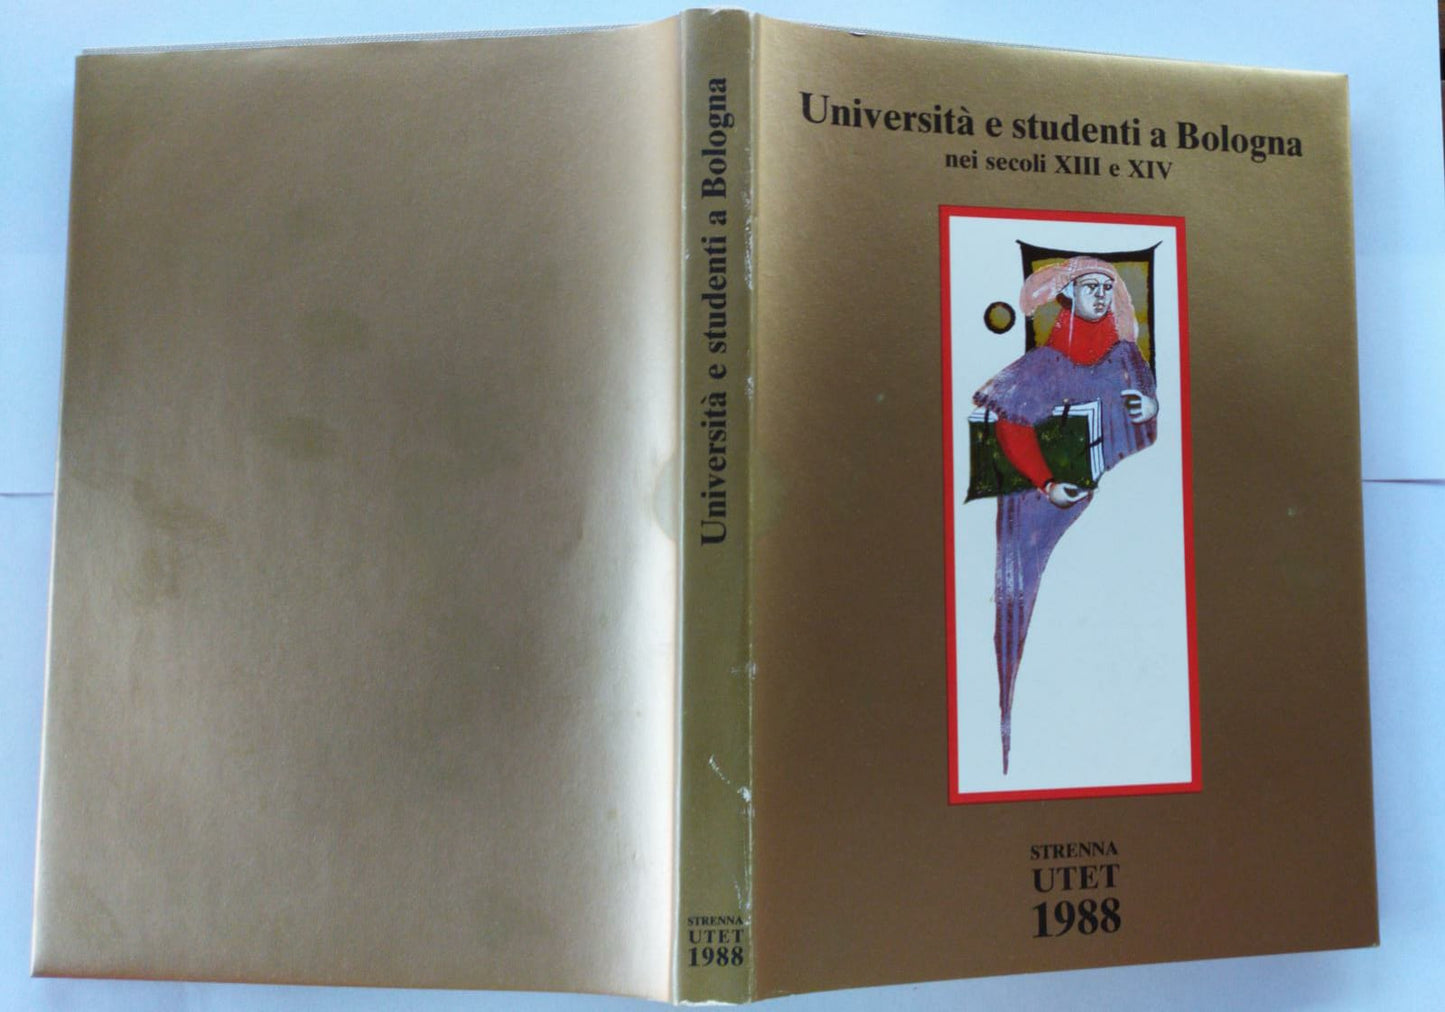 Università e studenti a Bologna
STRENNA
UTET
1988
Università e studenti a Bologna
nei secoli XIII e XIV
STRENNA
UTET
1988